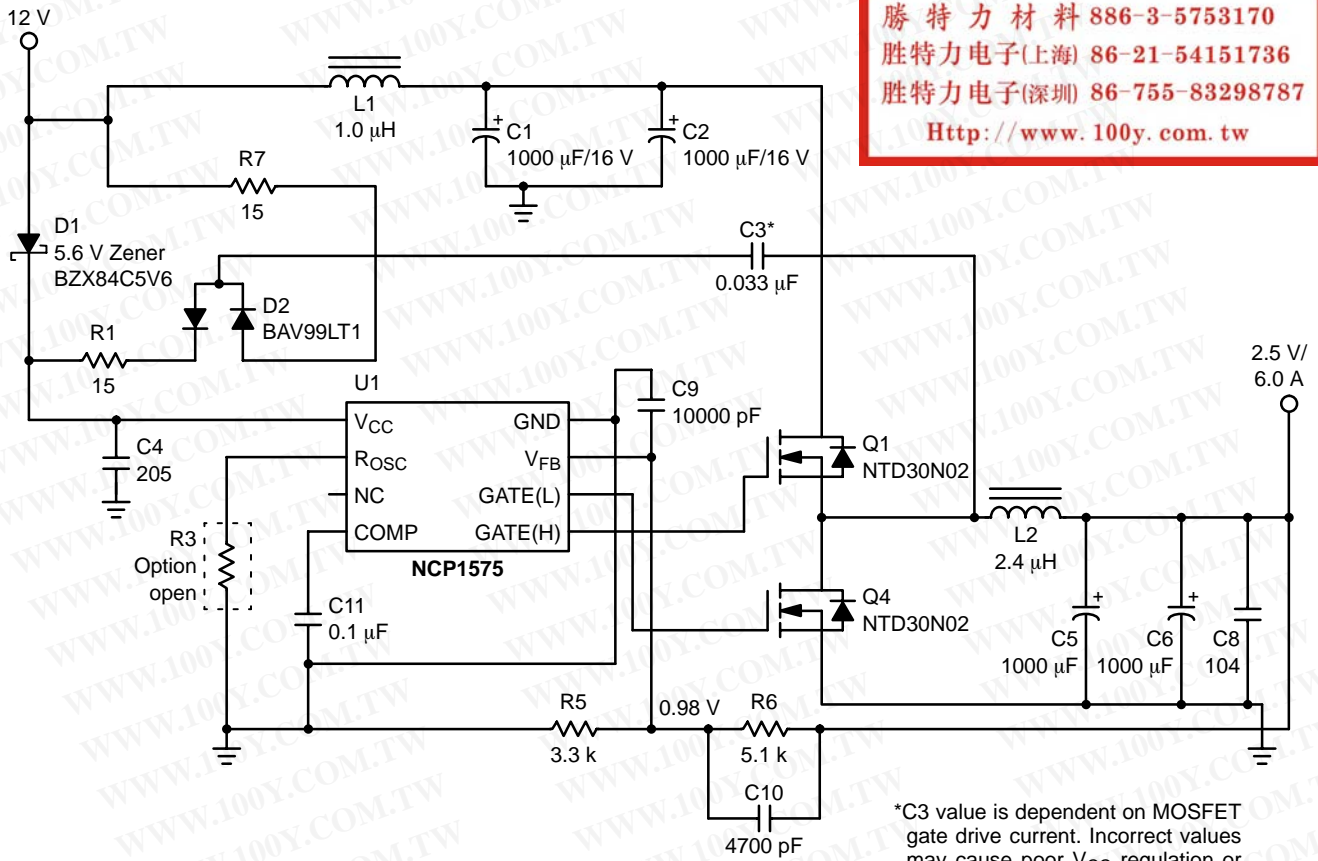 12 V
勝 特 力 材 料 886-3-5753170
胜特力电子(上海) 86-21-54151736
胜特力电子(深圳) 86-755-83298787
Http://www.100y.com.tw
L1
1.0 μH
+
C1
1000 μF/16 V
+
C2
1000 μF/16 V
R7
15
D1
5.6 V Zener
BZX84C5V6
C3*
0.033 μF
D2
BAV99LT1
R1
15
2.5 V/
6.0 A
U1
C9
10000 pF
VCC
GND
ROSC
VFB
NC
GATE(L)
COMP
GATE(H)
NCP1575
C4
205
Q1
NTD30N02
R3
Option
open
L2
2.4 μH
C11
0.1 μF
Q4
NTD30N02
+
C5
1000 μF
+
C6
1000 μF
C8
104
R5
3.3 k
0.98 V
R6
5.1 k
C10
4700 pF
*C3 value is dependent on MOSFET
gate drive current. Incorrect values
WWW.100Y.COM.TW